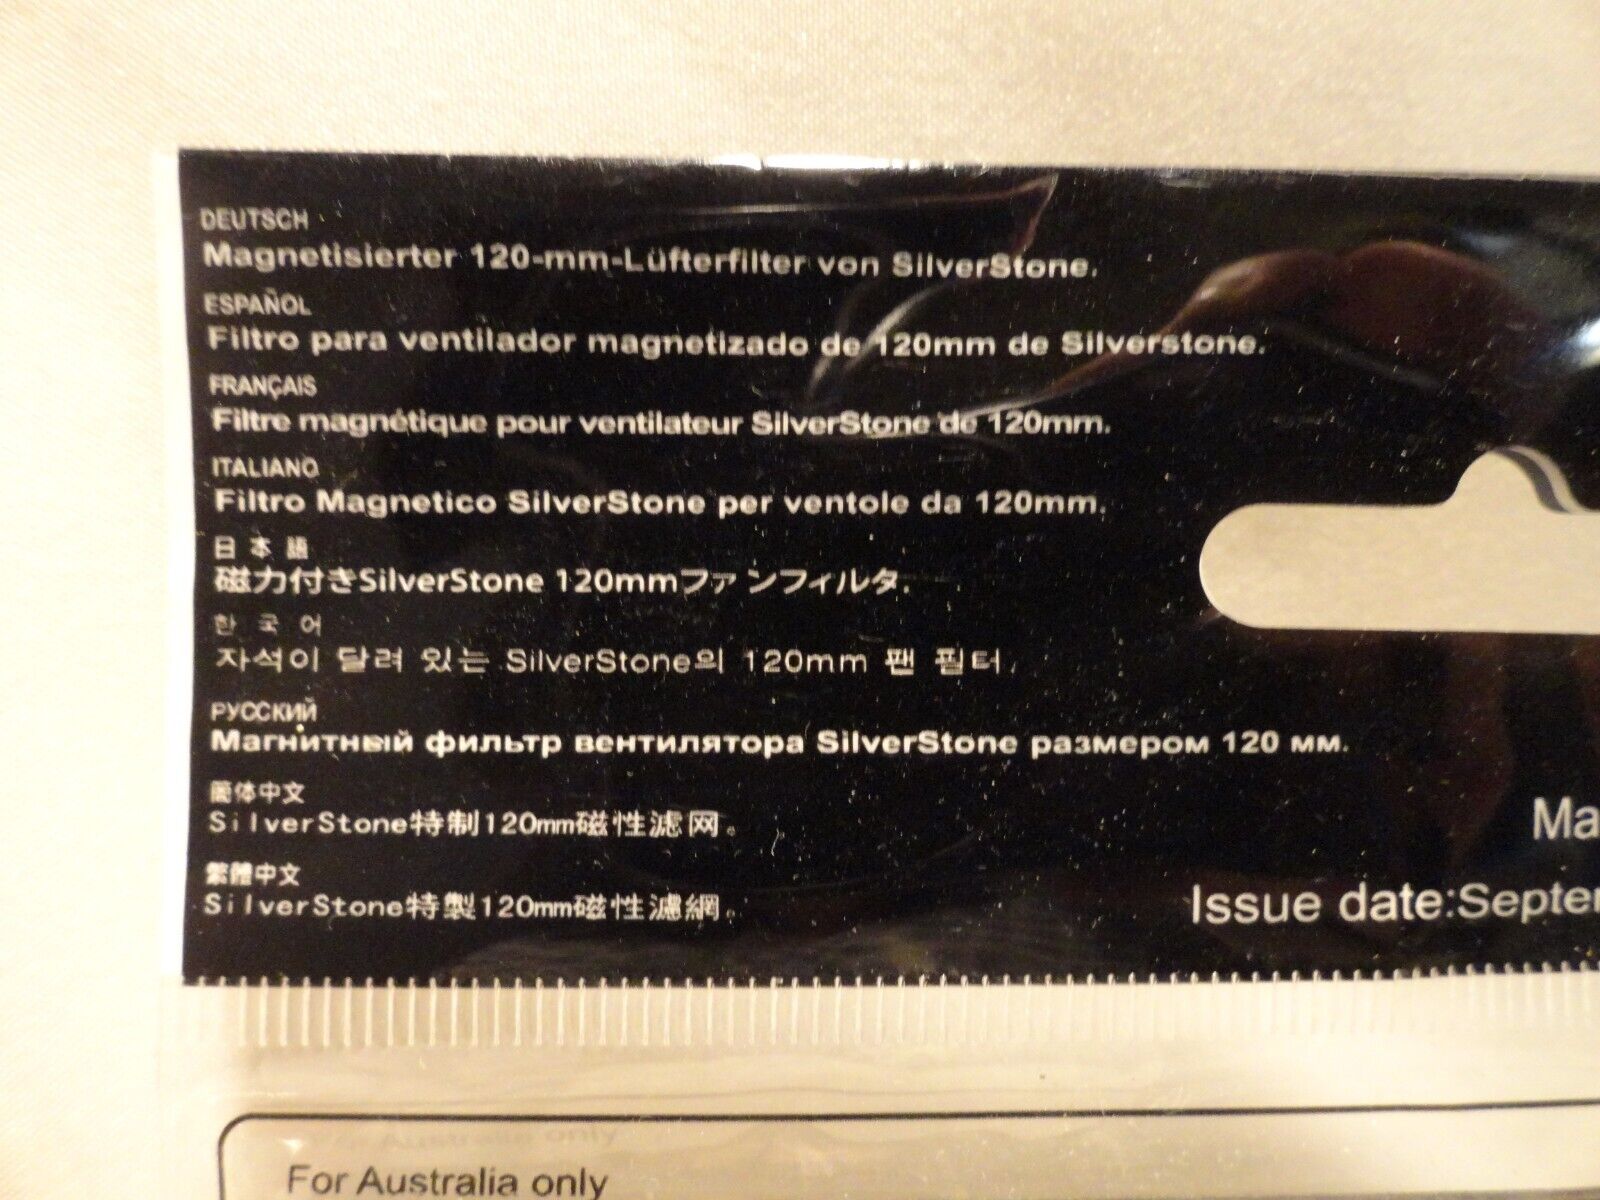 DEUTSCH
Magnetisierter 120-mm-Lüfterfilter von SilverStone.
ESPAÑOL
Filtro para ventilador magnetizado de 120mm de Silverstone.
FRANÇAIS
Filtre magnétique pour ventilateur SilverStone de 120mm.
ITALIANO
Filtro Magnetico SilverStone per ventole da 120mm.
日本語
磁力付きSilverStone 120mmファンフィルタ.
한국어
자석이 달려 있는 SilverStone의 120mm 팬 필터.
РУССКИЙ
Магнитный фильтр вентилятора SilverStone размером 120 мм.
簡体中文
SilverStone特制120mm磁性滤网。
繁體中文
SilverStone特製120mm磁性濾網。
Issue date:
For Australia only